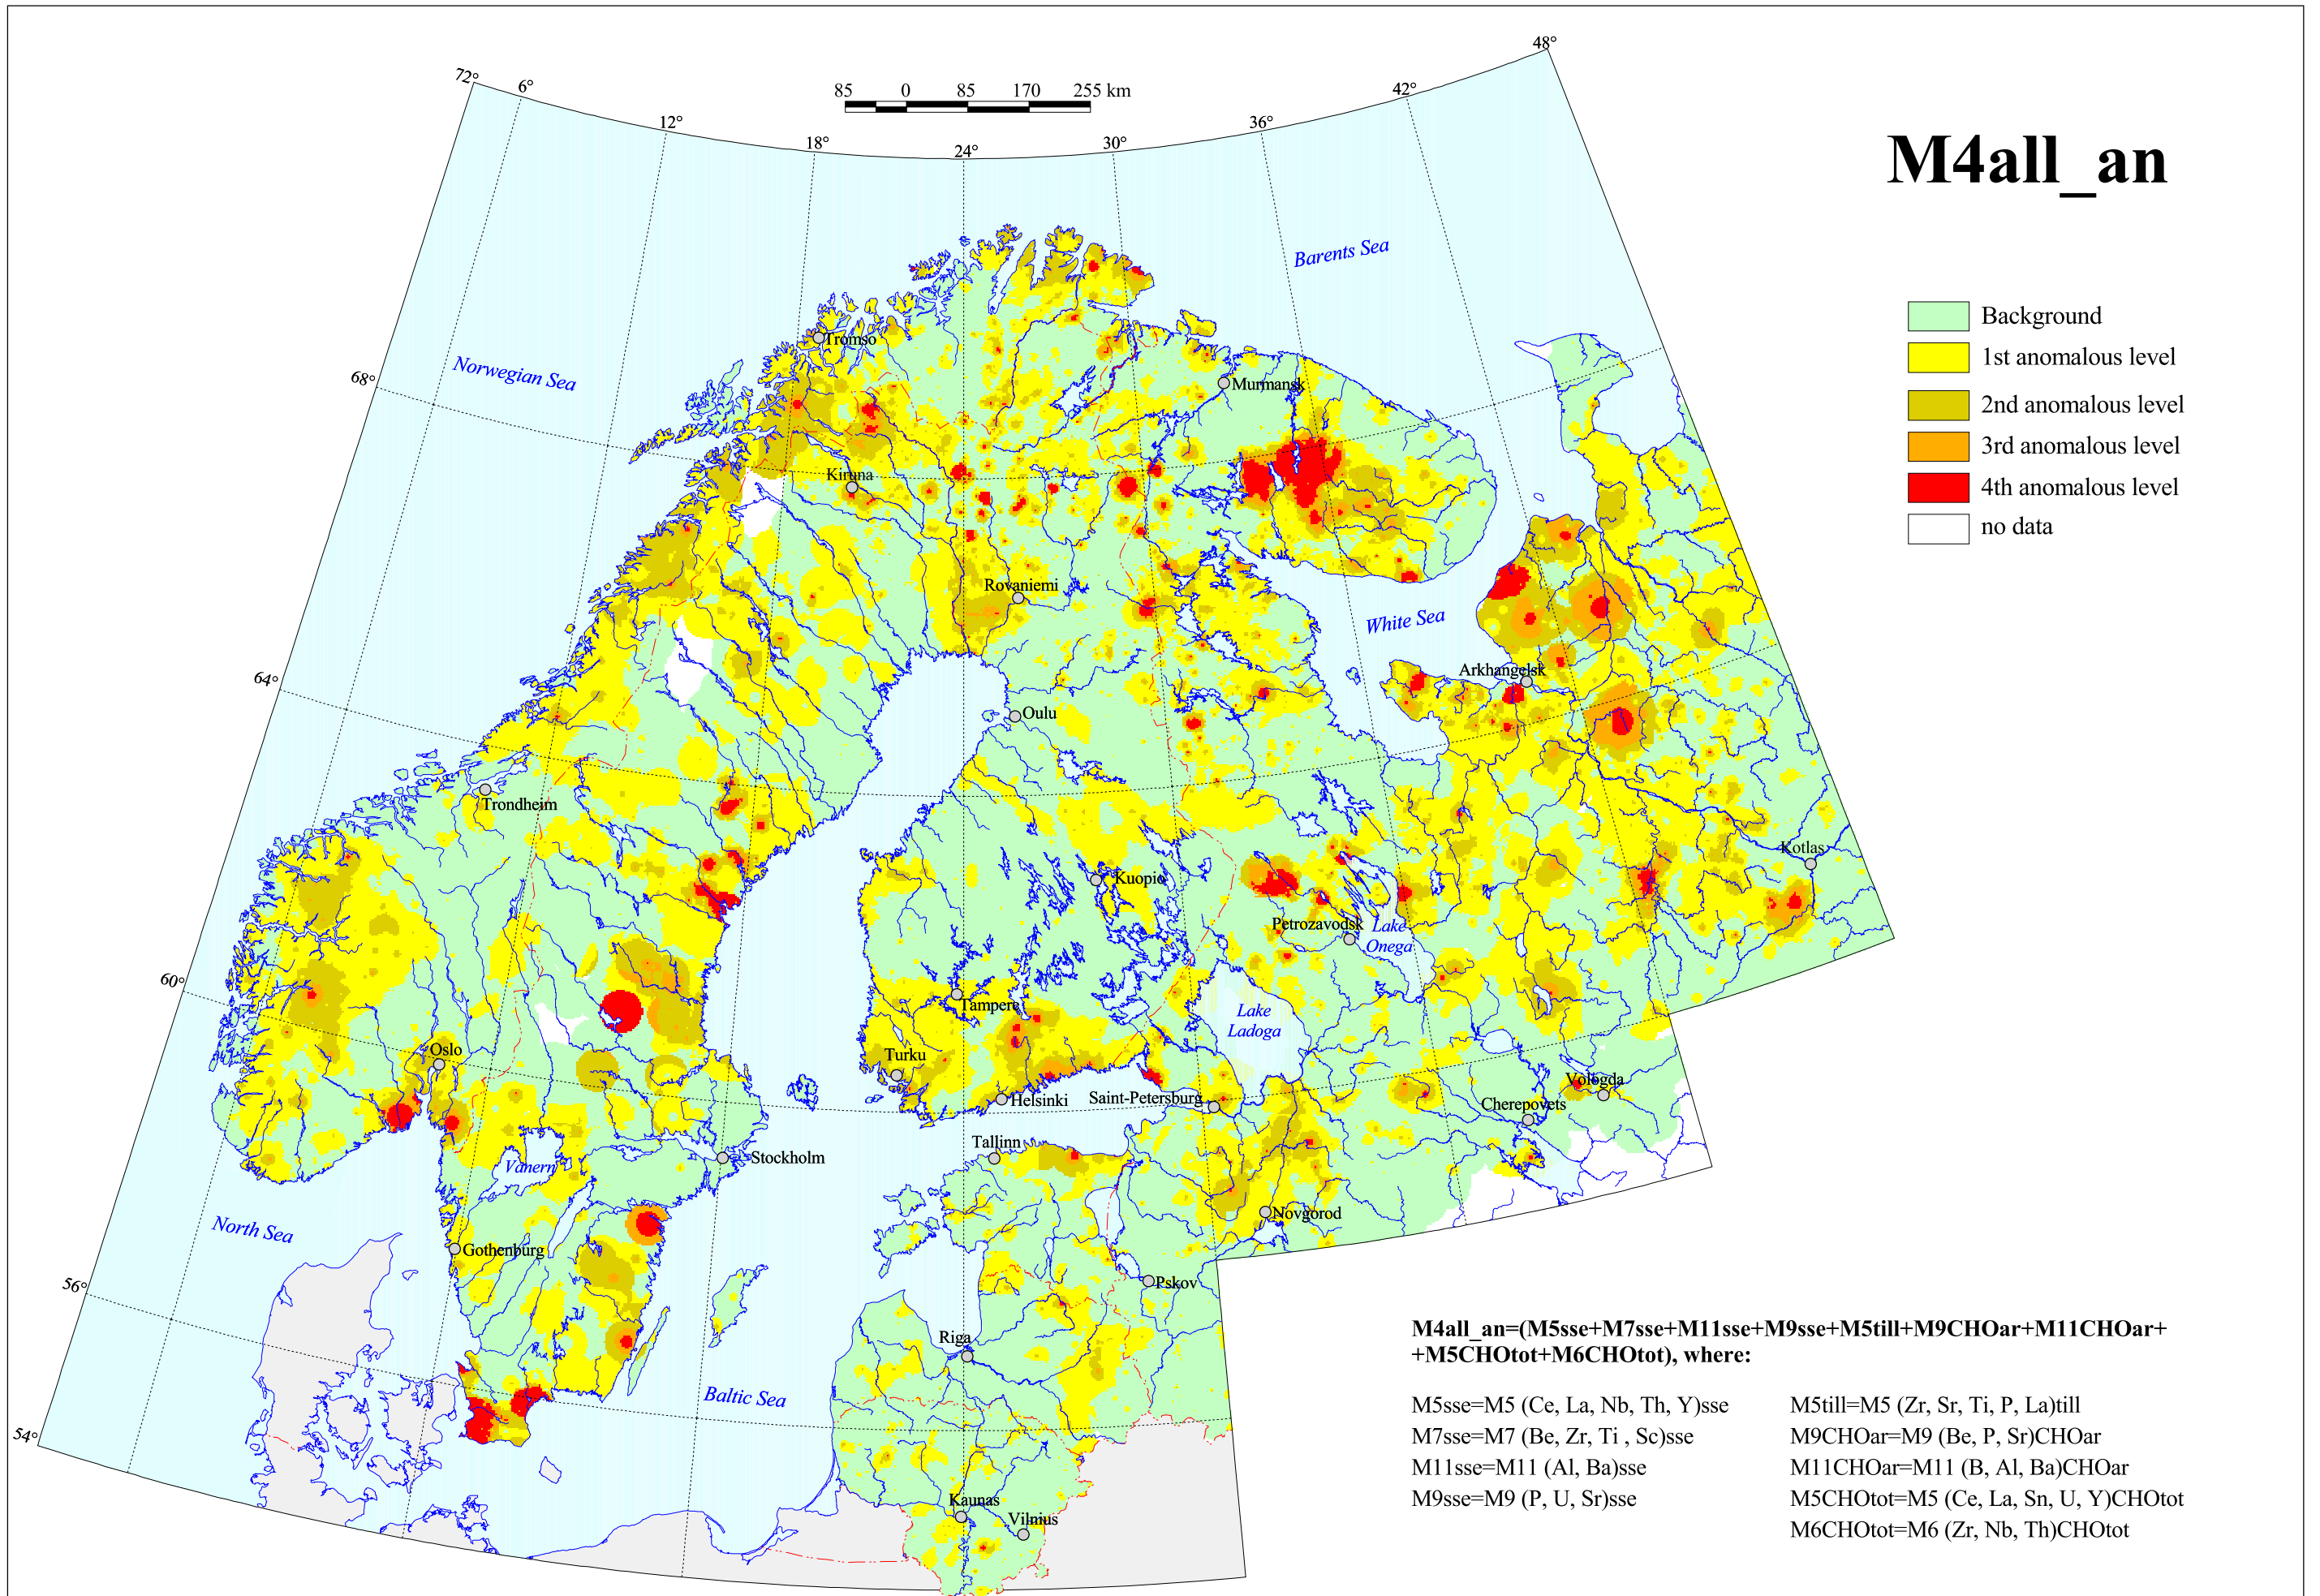 48°
72°
6°
42°
85 0 85 170 255 km
12°
36°
18°
30°
24°
M4all_an
Barents Sea
Background
Tromso
1st anomalous level
Norwegian Sea
68°
Murmansk
2nd anomalous level
3rd anomalous level
Kiruna
4th anomalous level
no data
Rovaniemi
White Sea
64°
Arkhangelsk
Oulu
Trondheim
Kotlas
Kuopio
Petrozavodsk
Lake
Onega
60°
Tampere
Lake
Ladoga
Oslo
Turku
Vologda
Helsinki
Saint-Petersburg
Cherepovets
Tallinn
Stockholm
Vanern
North Sea
Novgorod
Gothenburg
56°
Pskov
Riga
M4all_an=(M5sse+M7sse+M11sse+M9sse+M5till+M9CHOar+M11CHOar+
+M5CHOtot+M6CHOtot), where:
Baltic Sea
54°
M5sse=M5 (Ce, La, Nb, Th, Y)sse
M7sse=M7 (Be, Zr, Ti , Sc)sse
M11sse=M11 (Al, Ba)sse
M9sse=M9 (P, U, Sr)sse
M5till=M5 (Zr, Sr, Ti, P, La)till
M9CHOar=M9 (Be, P, Sr)CHOar
M11CHOar=M11 (B, Al, Ba)CHOar
M5CHOtot=M5 (Ce, La, Sn, U, Y)CHOtot
M6CHOtot=M6 (Zr, Nb, Th)CHOtot
Kaunas
Vilnius